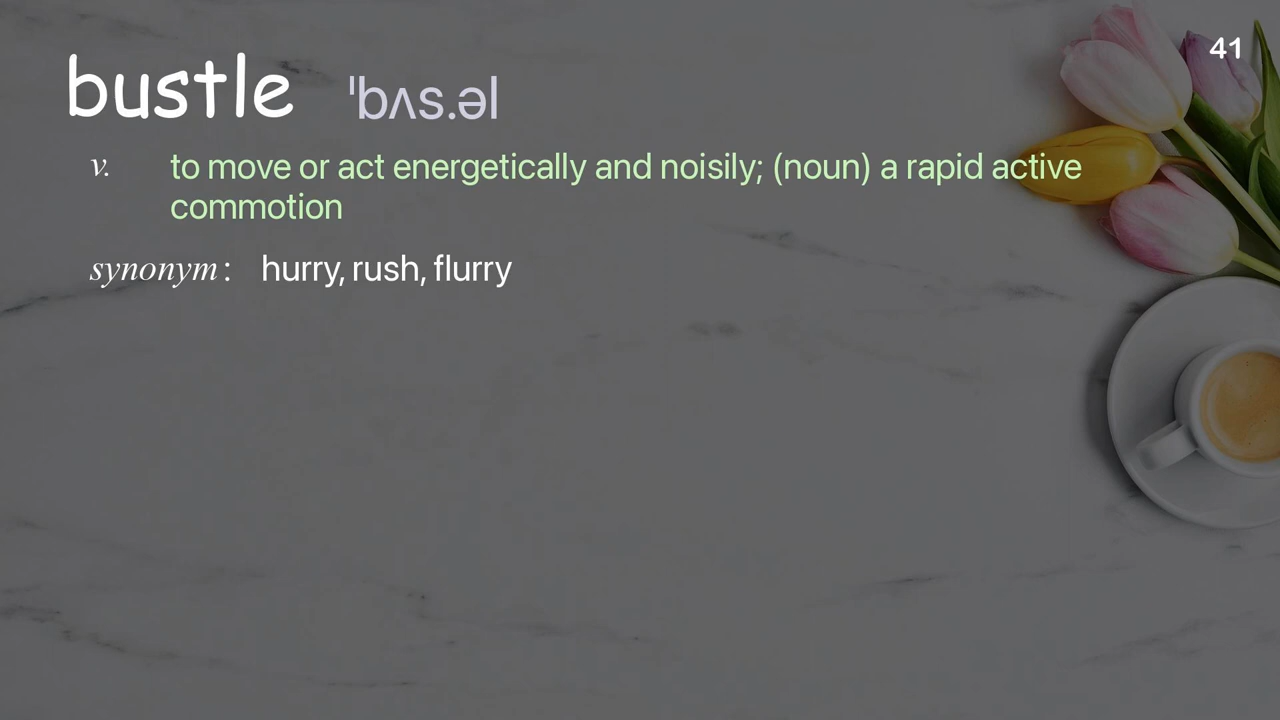 41
bustle ˈbʌs.əl
v. to move or act energetically and noisily; (noun) a rapid active
commotion
synonym: hurry, rush, flurry